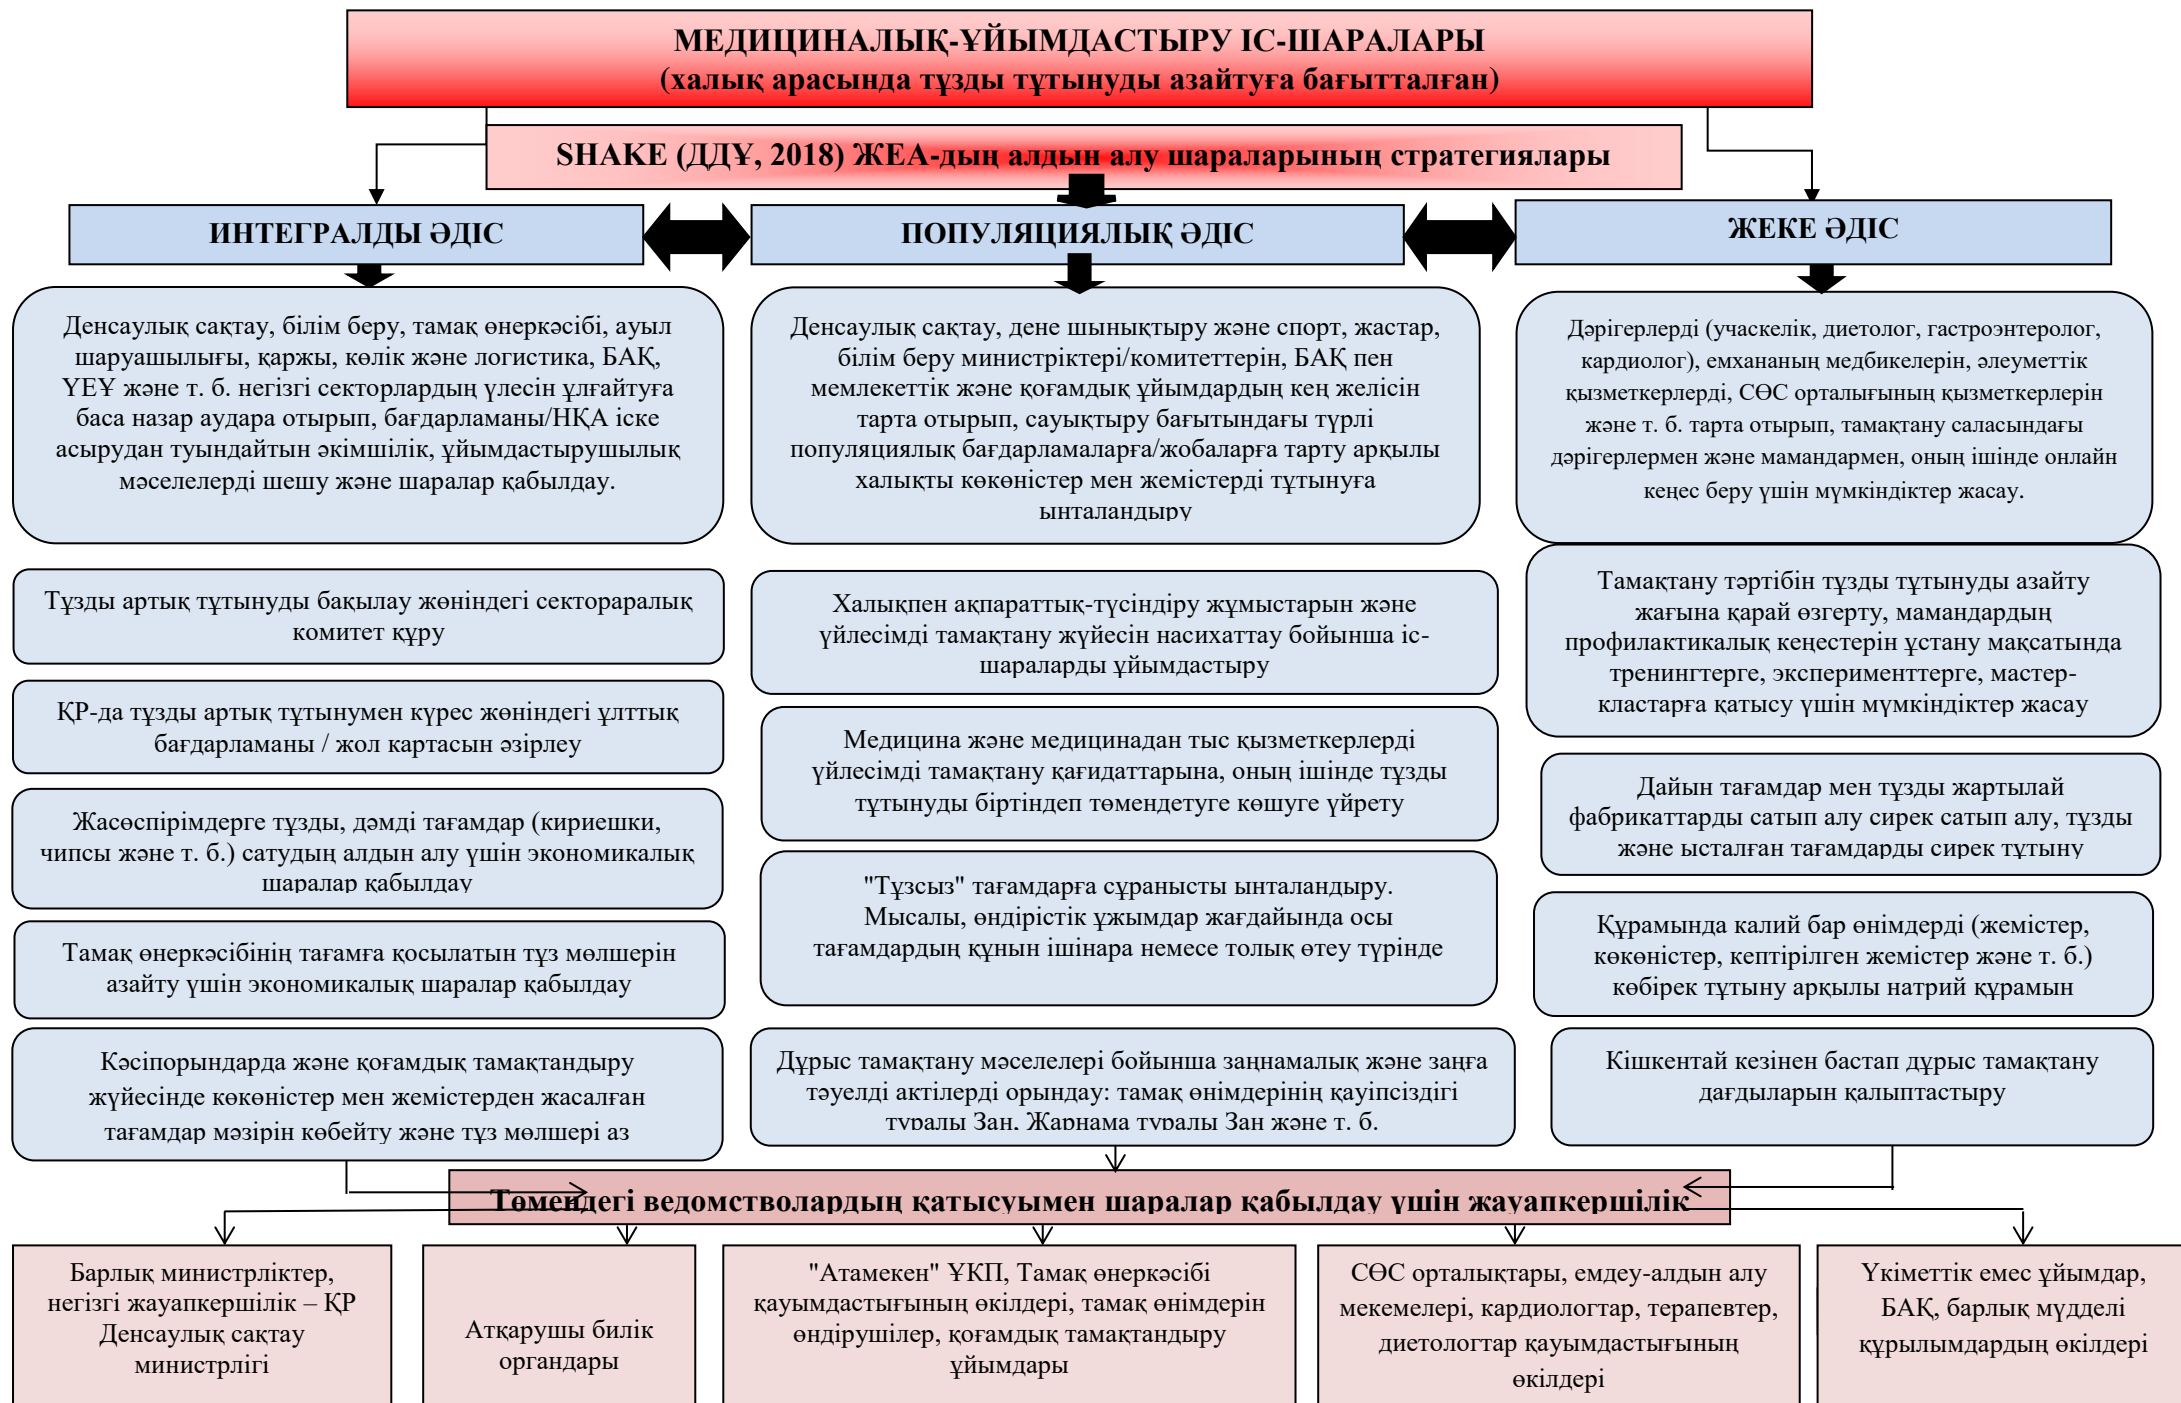 МЕДИЦИНАЛЫҚ-ҰЙЫМДАСТЫРУ ІС-ШАРАЛАРЫ
(халық арасында тұзды тұтынуды азайтуға бағытталған)
SHAKE (ДДҰ, 2018) ЖЕА-дың алдын алу шараларының стратегиялары
ИНТЕГРАЛДЫ ӘДІС
ПОПУЛЯЦИЯЛЫҚ ӘДІС
ЖЕКЕ ӘДІС
Денсаулық сақтау, білім беру, тамақ өнеркәсібі, ауыл
шаруашылығы, қаржы, көлік және логистика, БАҚ,
ҮЕҰ және т. б. негізгі секторлардың үлесін ұлғайтуға
баса назар аудара отырып, бағдарламаны/НҚА іске
асырудан туындайтын әкімшілік, ұйымдастырушылық
мәселелерді шешу және шаралар қабылдау.
Тұзды артық тұтынуды бақылау жөніндегі сектораралық
комитет құру
ҚР-да тұзды артық тұтынумен күрес жөніндегі ұлттық
бағдарламаны / жол картасын әзірлеу
Жасөспірімдерге тұзды, дәмді тағамдар (кириешки,
чипсы және т. б.) сатудың алдын алу үшін экономикалық
шаралар қабылдау
Тамақ өнеркәсібінің тағамға қосылатын тұз мөлшерін
азайту үшін экономикалық шаралар қабылдау
Кәсіпорындарда және қоғамдық тамақтандыру
жүйесінде көкөністер мен жемістерден жасалған
тағамдар мәзірін көбейту және тұз мөлшері аз
Денсаулық сақтау, дене шынықтыру және спорт, жастар,
білім беру министріктері/комитеттерін, БАҚ пен
мемлекеттік және қоғамдық ұйымдардың кең желісін
тарта отырып, сауықтыру бағытындағы түрлі
популяциялық бағдарламаларға/жобаларға тарту арқылы
халықты көкөністер мен жемістерді тұтынуға
ынталандыру
Халықпен ақпараттық-түсіндіру жұмыстарын және
үйлесімді тамақтану жүйесін насихаттау бойынша іс-
шараларды ұйымдастыру
Медицина және медицинадан тыс қызметкерлерді
үйлесімді тамақтану қағидаттарына, оның ішінде тұзды
тұтынуды біртіндеп төмендетуге көшуге үйрету
"Тұзсыз" тағамдарға сұранысты ынталандыру.
Мысалы, өндірістік ұжымдар жағдайында осы
тағамдардың құнын ішінара немесе толық өтеу түрінде
Дұрыс тамақтану мәселелері бойынша заңнамалық және заңға
тәуелді актілерді орындау: тамақ өнімдерінің қауіпсіздігі
туралы Заң, Жарнама туралы Заң және т. б.
Дәрігерлерді (учаскелік, диетолог, гастроэнтеролог,
кардиолог), емхананың медбикелерін, әлеуметтік
қызметкерлерді, СӨС орталығының қызметкерлерін
және т. б. тарта отырып, тамақтану саласындағы
дәрігерлермен және мамандармен, оның ішінде онлайн
кеңес беру үшін мүмкіндіктер жасау.
Тамақтану тәртібін тұзды тұтынуды азайту
жағына қарай өзгерту, мамандардың
профилактикалық кеңестерін ұстану мақсатында
тренингтерге, эксперименттерге, мастер-
кластарға қатысу үшін мүмкіндіктер жасау
Дайын тағамдар мен тұзды жартылай
фабрикаттарды сатып алу сирек сатып алу, тұзды
және ысталған тағамдарды сирек тұтыну
Құрамында калий бар өнімдерді (жемістер,
көкөністер, кептірілген жемістер және т. б.)
көбірек тұтыну арқылы натрий құрамын
Кішкентай кезінен бастап дұрыс тамақтану
дағдыларын қалыптастыру
Төмендегі ведомстволардың қатысуымен шаралар қабылдау үшін жауапкершілік
Барлық министрліктер,
негізгі жауапкершілік – ҚР
Денсаулық сақтау
министрлігі
Атқарушы билік
органдары
"Атамекен" ҰКП, Тамақ өнеркәсібі
қауымдастығының өкілдері, тамақ өнімдерін
өндірушілер, қоғамдық тамақтандыру
ұйымдары
СӨС орталықтары, емдеу-алдын алу
мекемелері, кардиологтар, терапевтер,
диетологтар қауымдастығының
өкілдері
Үкіметтік емес ұйымдар,
БАҚ, барлық мүдделі
құрылымдардың өкілдері